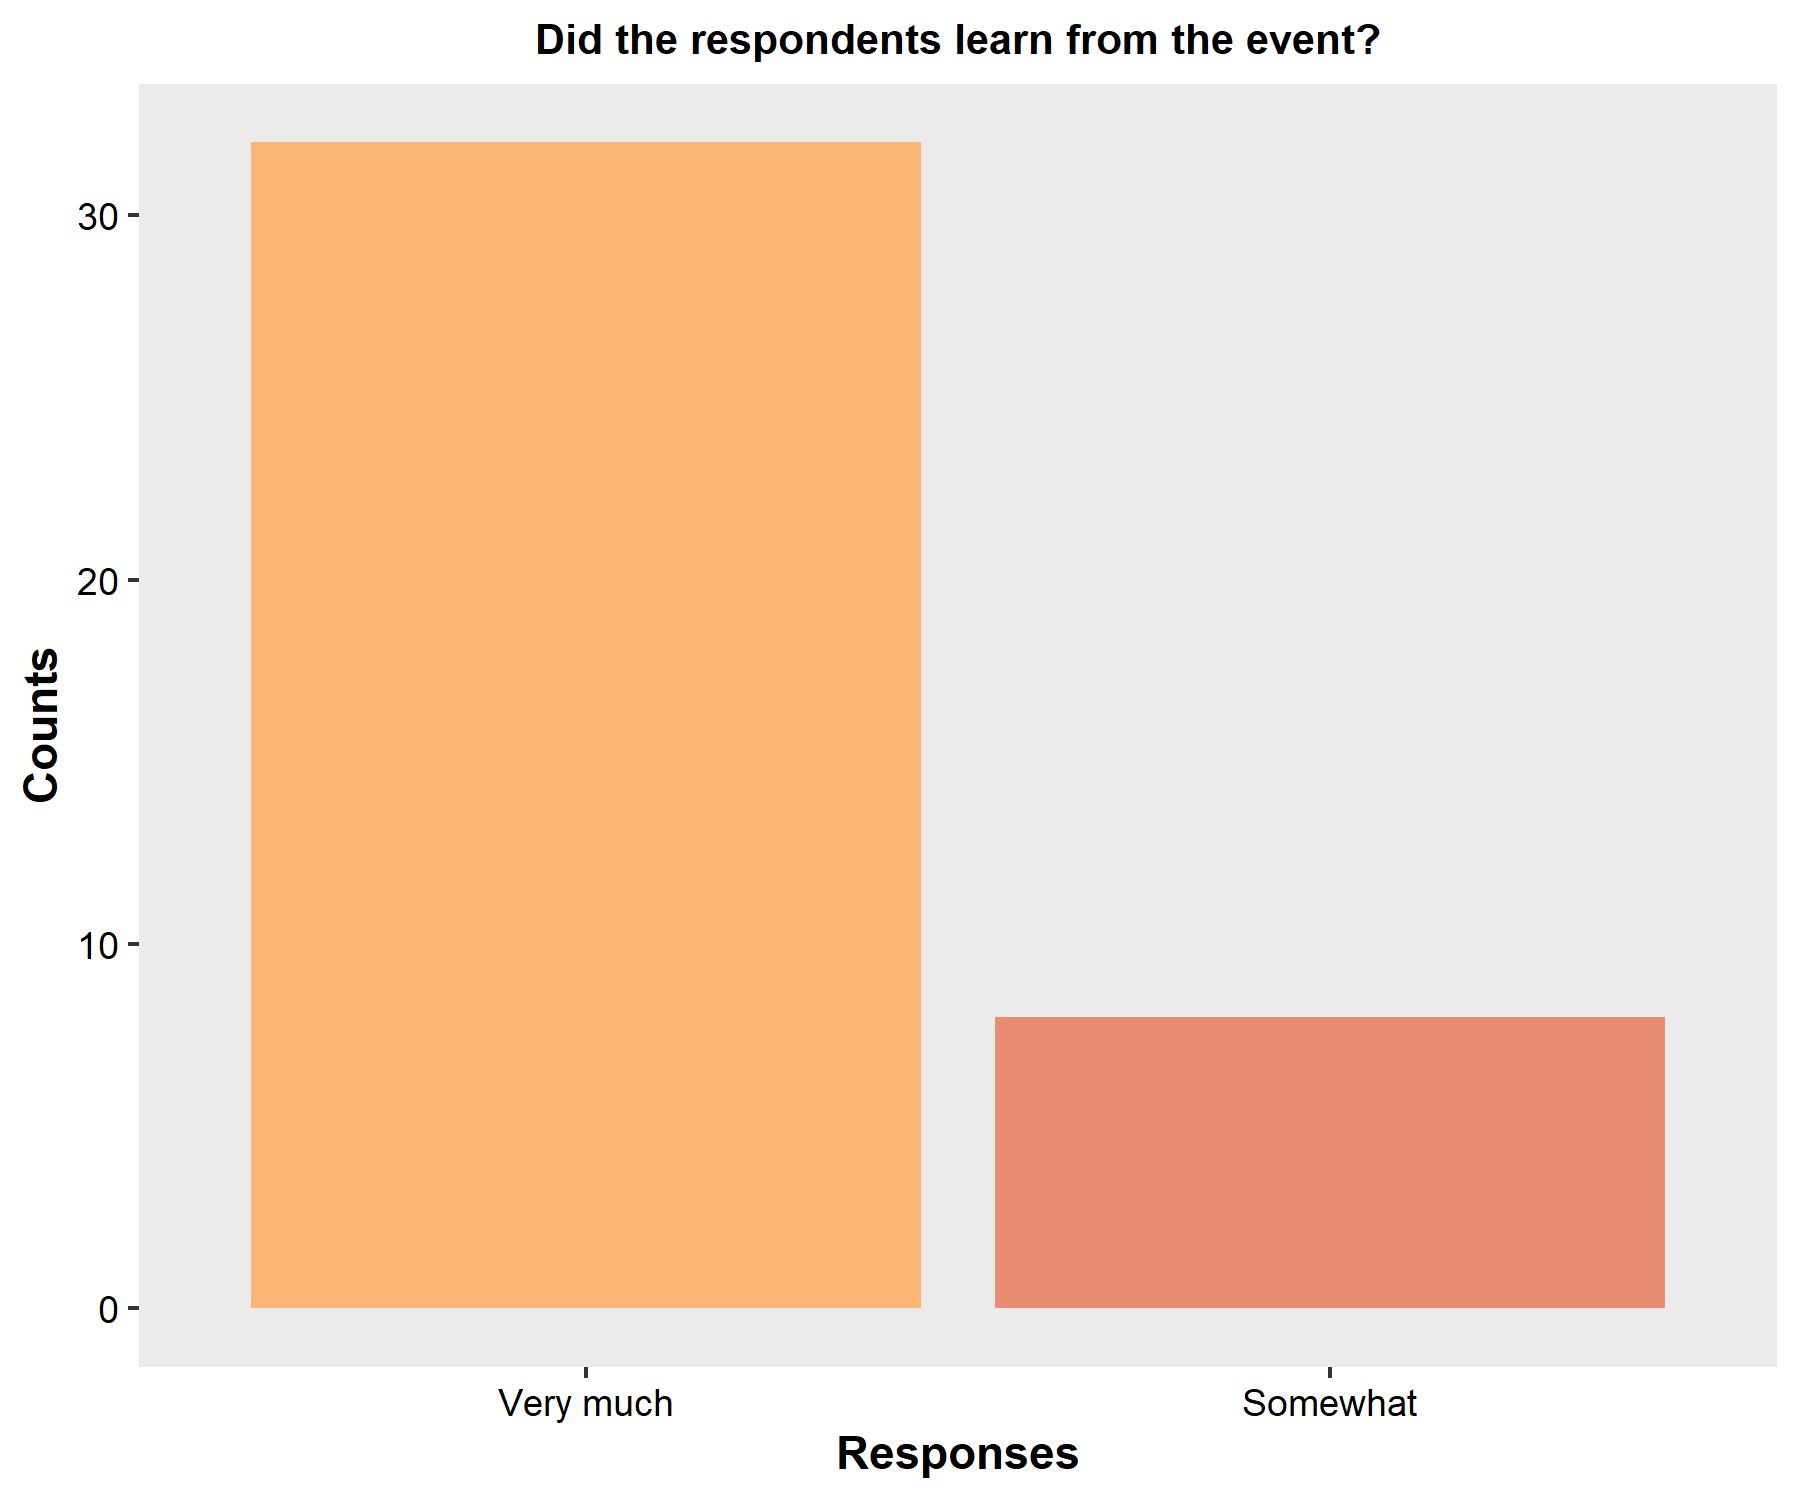 Did the respondents learn from the event?
30
20
10
0
Counts
Very much
Somewhat
Responses